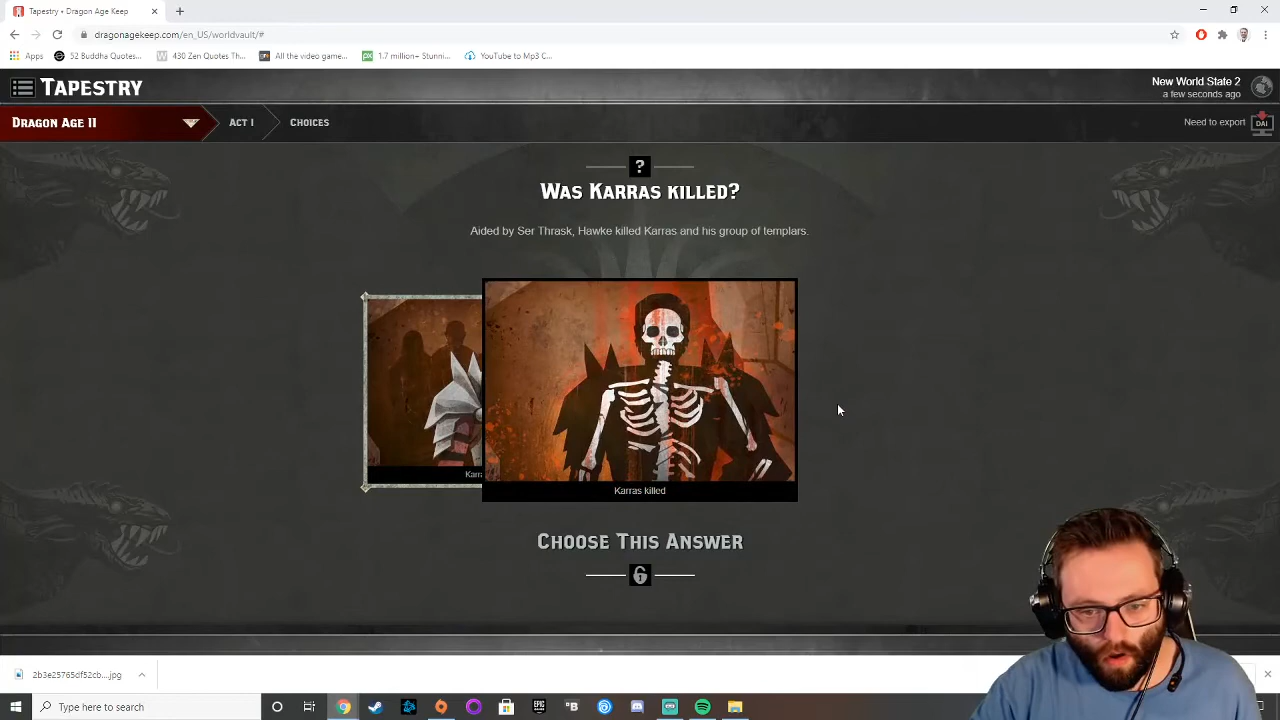 Tapestry • Dragon Age Keep
dragonagekeep.com/en_US/worldvault/#
Apps
52 Buddha Quotes...
430 Zen Quotes Th...
All the video game...
1.7 million+ Stunni...
YouTube to Mp3 C...
TAPESTRY
New World State 2
a few seconds ago
DRAGON AGE II
ACT I
CHOICES
Need to export
DAI
?
WAS KARRAS KILLED?
Aided by Ser Thrask, Hawke killed Karras and his group of templars.
Karr
Karras killed
CHOOSE THIS ANSWER
2b3e25765df52cb....jpg
Type here to search
EPIC